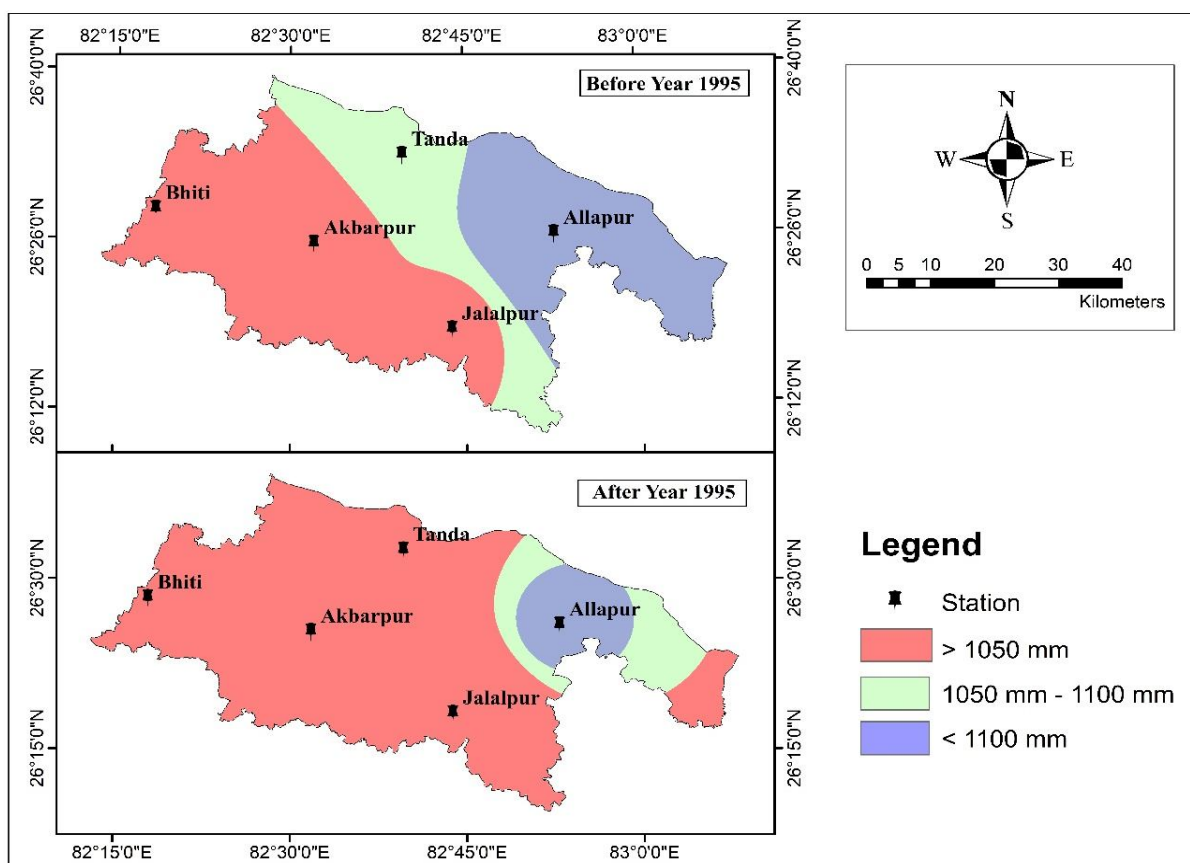 82°15'0"E 82°30'0"E 82°45'0"E 83°0'0"E
26°40'0"N
26°26'0"N
26°12'0"N
26°40'0"N
26°26'0"N
26°12'0"N
Before Year 1995
Tanda
Bhiti
Akbarpur
Allapur
Jalalpur
N
W E
S
0 5 10 20 30 40
Kilometers
After Year 1995
26°30'0"N
26°15'0"N
26°30'0"N
26°15'0"N
Tanda
Bhiti
Akbarpur
Allapur
Jalalpur
82°15'0"E 82°30'0"E 82°45'0"E 83°0'0"E
Legend
Station
> 1050 mm
1050 mm - 1100 mm
< 1100 mm